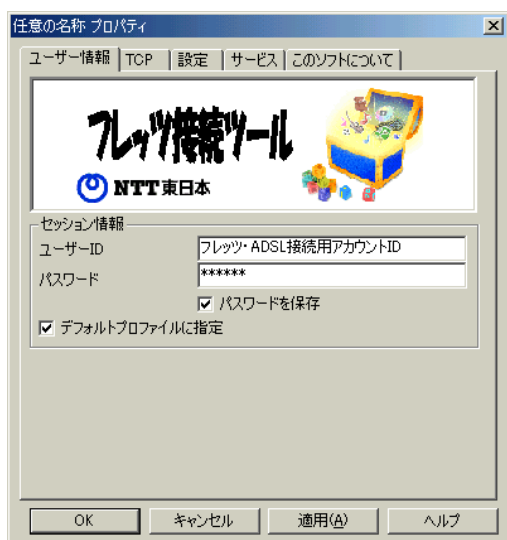 任意の名称 プロパティ
ユーザー情報 TCP 設定 サービス このソフトについて
フレッツ接続ツール
NTT東日本
セッション情報
ユーザーID フレッツ・ADSL接続用アカウントID
パスワード ******
パスワードを保存
デフォルトプロファイルに指定
OK キャンセル 適用(A) ヘルプ